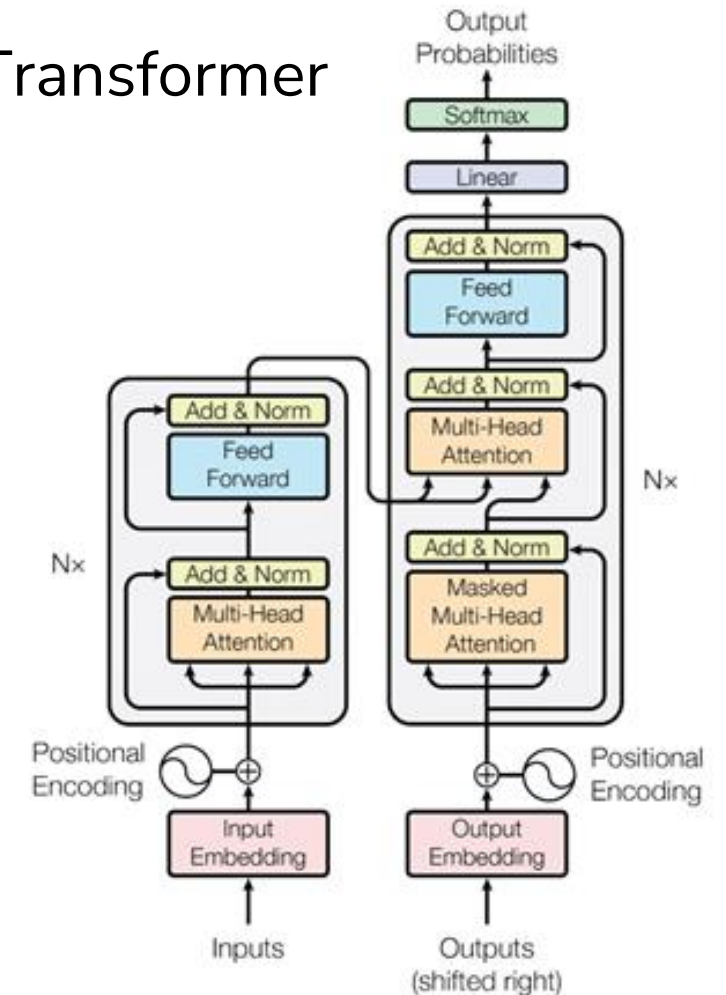 Transformer
Output
Probabilities
Softmax
Linear
Add & Norm
Feed
Forward
Add & Norm
Multi-Head
Attention
Nx
Add & Norm
Masked
Multi-Head
Attention
Add & Norm
Feed
Forward
Nx
Add & Norm
Multi-Head
Attention
Positional
Encoding
Positional
Encoding
Input
Embedding
Output
Embedding
Inputs
Outputs
(shifted right)